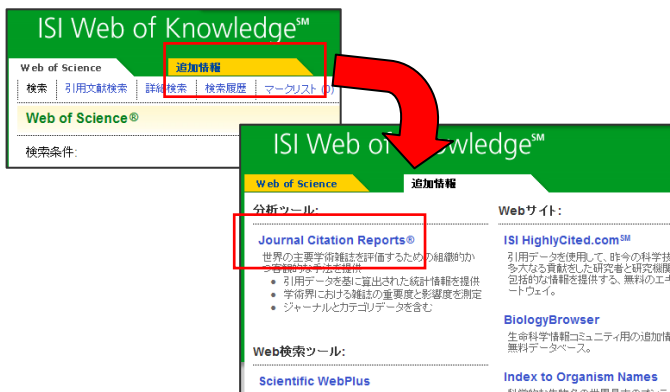 ISI Web of Knowledge℠
Web of Science 追加情報
検索 引用文献検索 詳細検索 検索履歴 マークリスト (0)
Web of Science®
検索条件:
ISI Web of Knowledge℠
Web of Science 追加情報
分析ツール:
Journal Citation Reports®
世界の主要学術雑誌を評価するための組織的か
つ客観的な手法を提供
• 引用データを基に算出された統計情報を提供
• 学術界における雑誌の重要度と影響度を測定
• ジャーナルとカテゴリデータを含む
Web検索ツール:
Scientific WebPlus
Webサイト:
ISI HighlyCited.com℠
引用データを使用して、昨今の科学技
多大なる貢献をした研究者と研究機関
包括的な情報を提供する、無料のエキ
ートウェイ。
BiologyBrowser
生命科学情報コミュニティ用の追加情
無料データベース。
Index to Organism Names